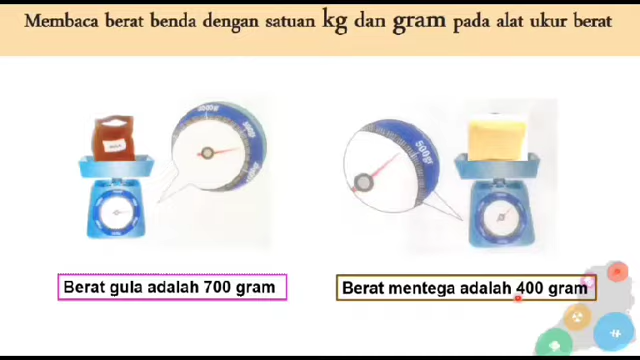 Membaca berat benda dengan satuan kg dan gram pada alat ukur berat
500gr
Berat gula adalah 700 gram
Berat mentega adalah 400 gram